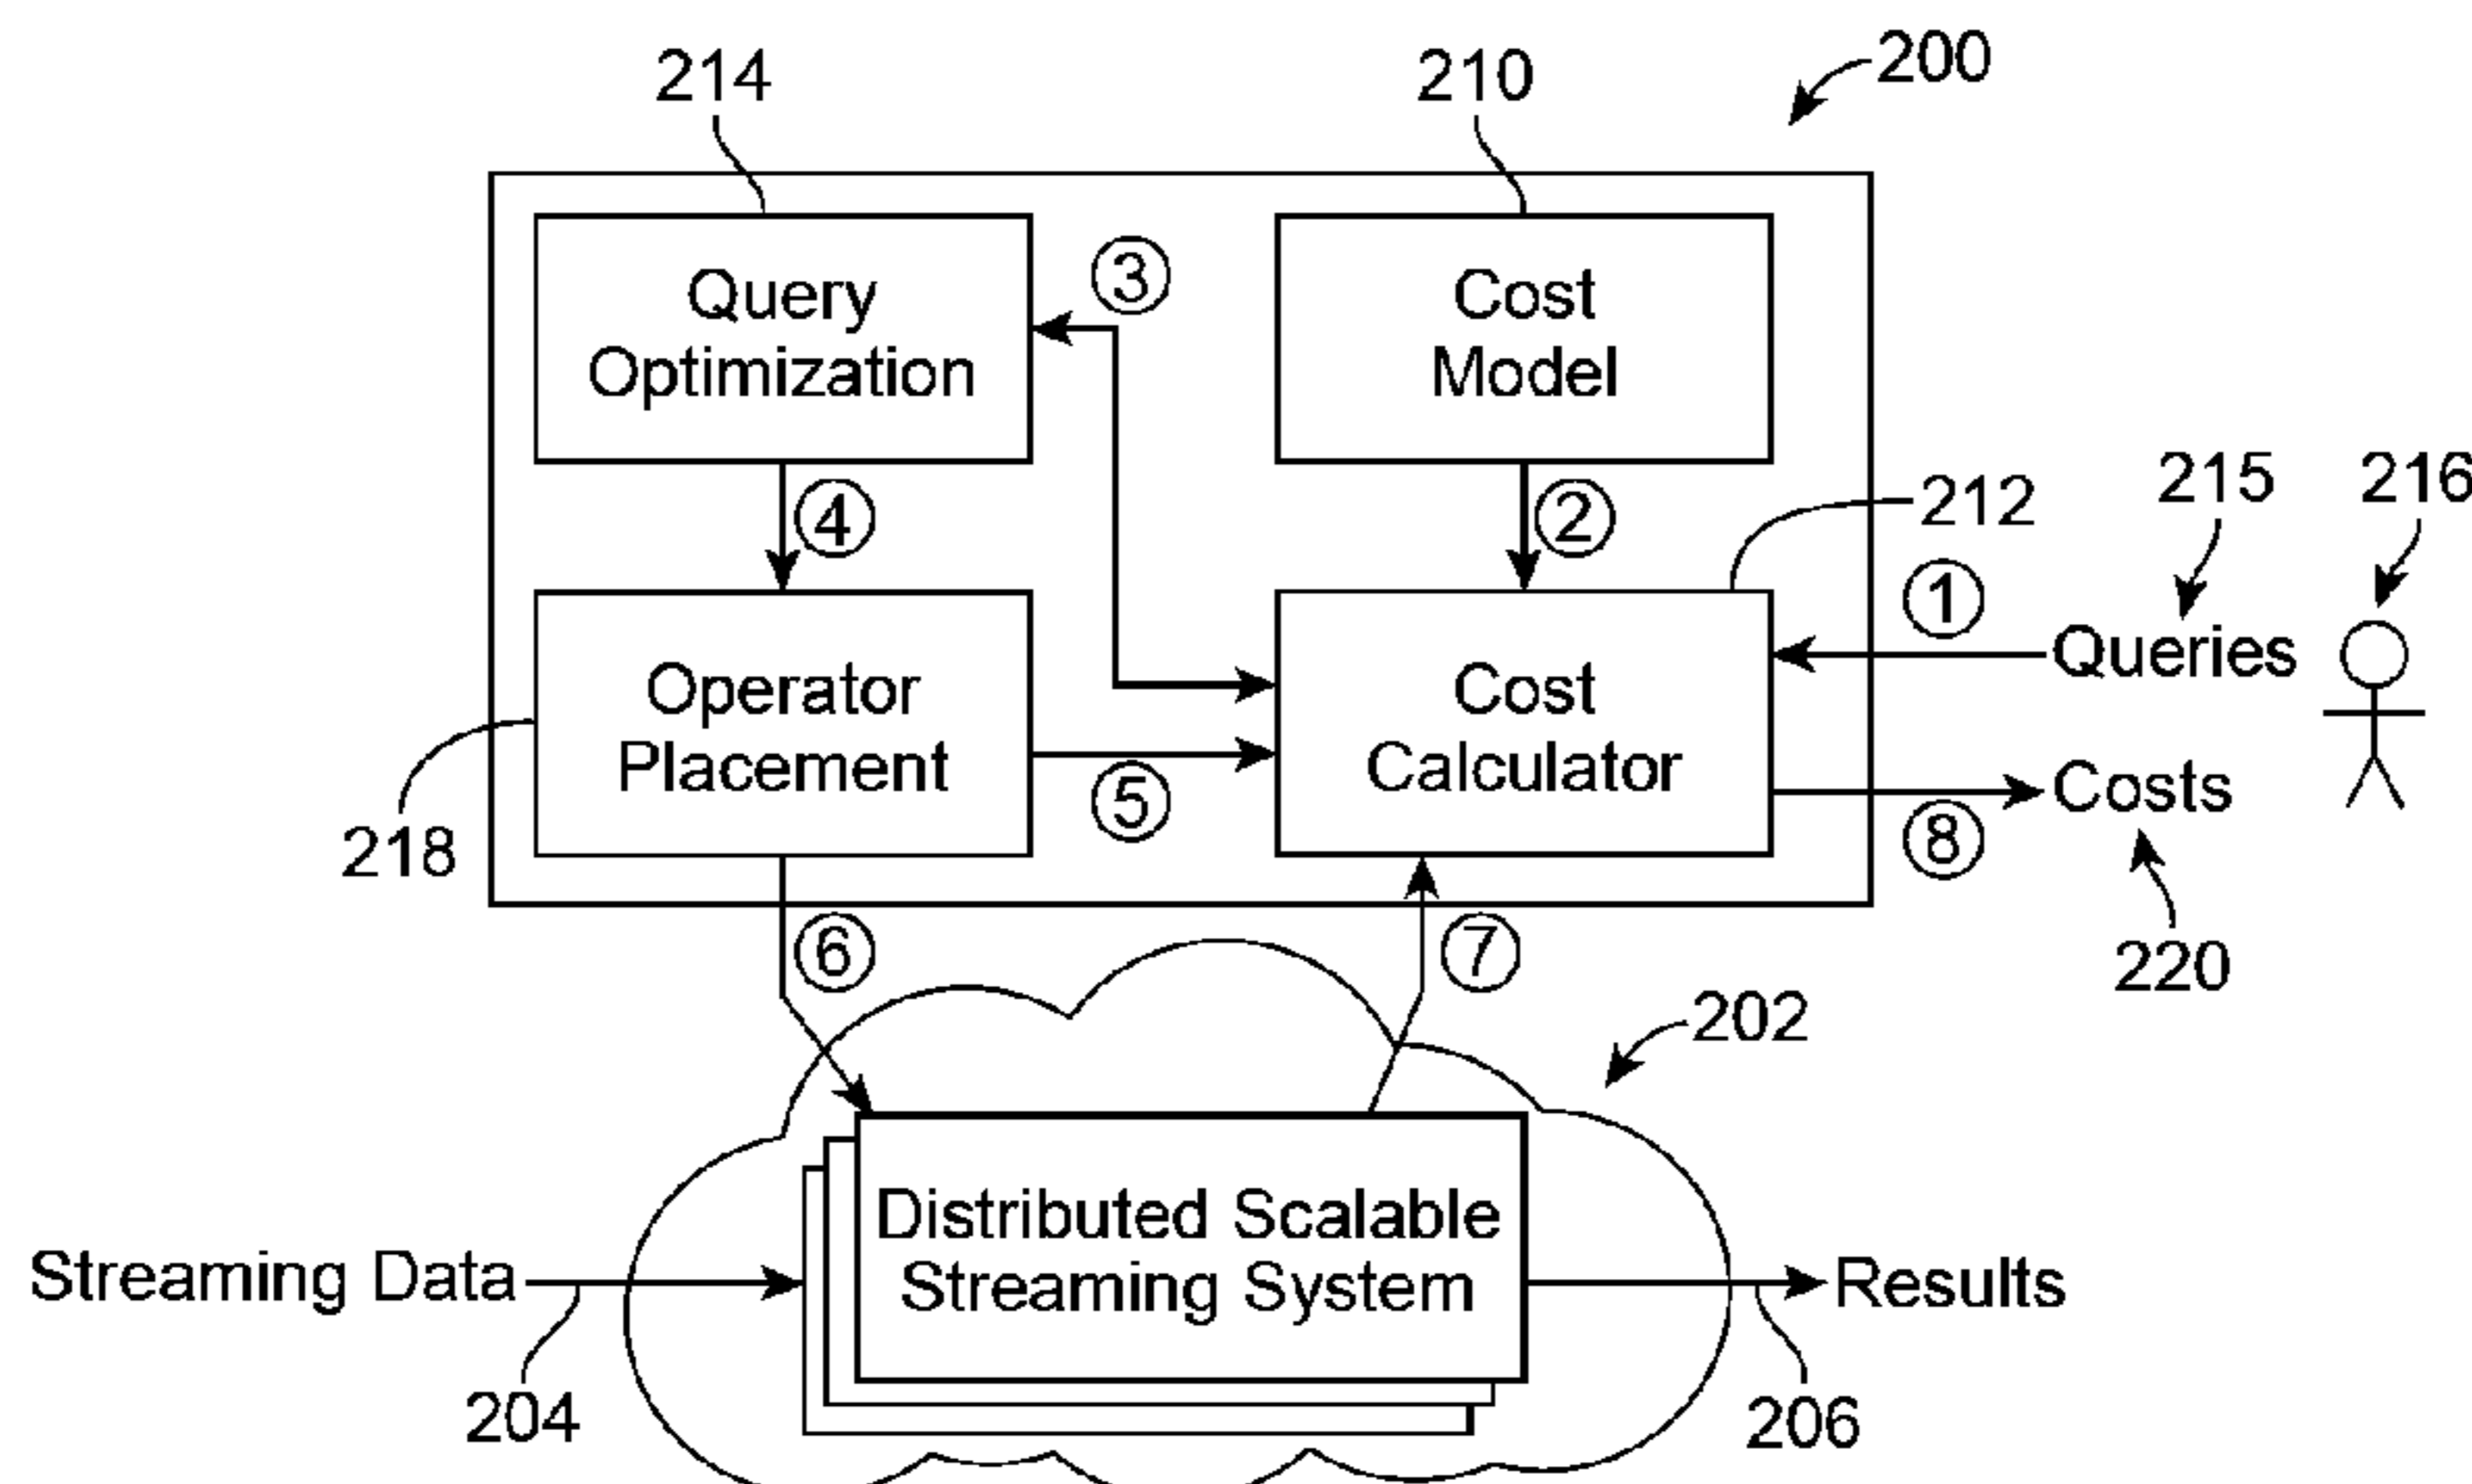 214
210
200
Query
Optimization
③
Cost
Model
④
②
212
215
216
①
Operator
Placement
Cost
Calculator
Queries
⑤
Costs
⑧
218
220
⑥
⑦
202
Distributed Scalable
Streaming System
Streaming Data
Results
204
206